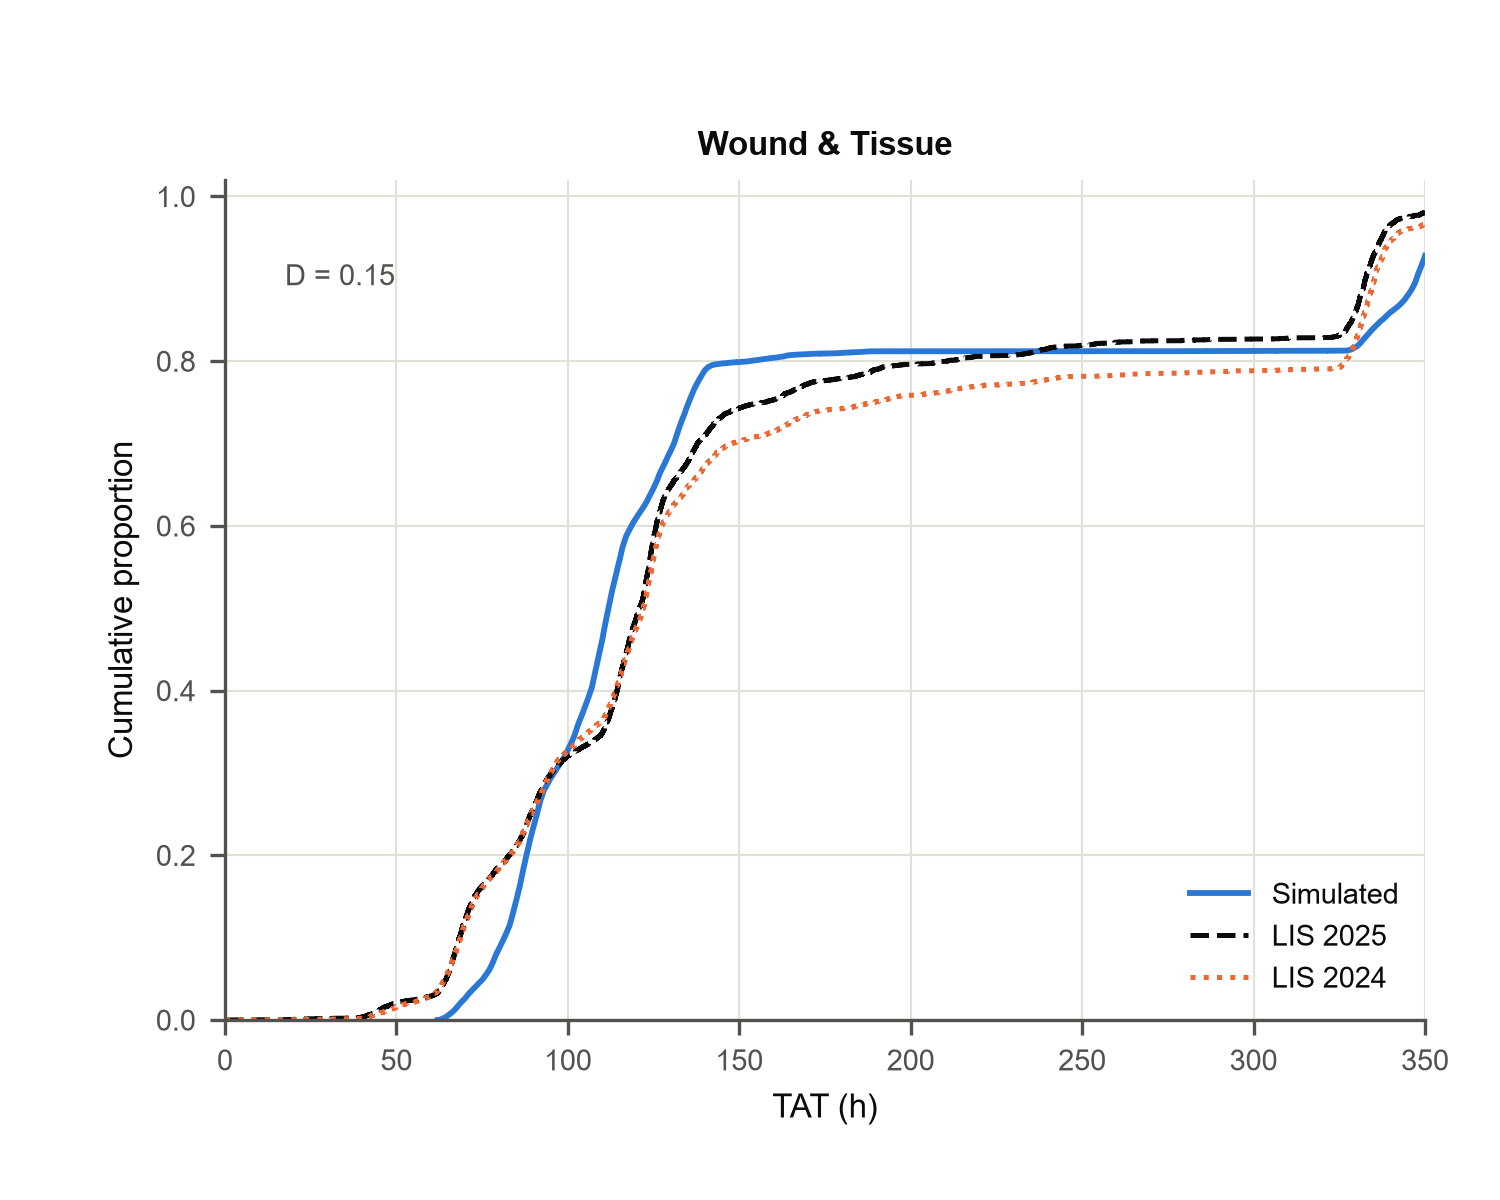 Wound & Tissue
D = 0.15
Cumulative proportion
1.0
0.8
0.6
0.4
0.2
0.0
0 50 100 150 200 250 300 350
TAT (h)
Simulated
LIS 2025
LIS 2024